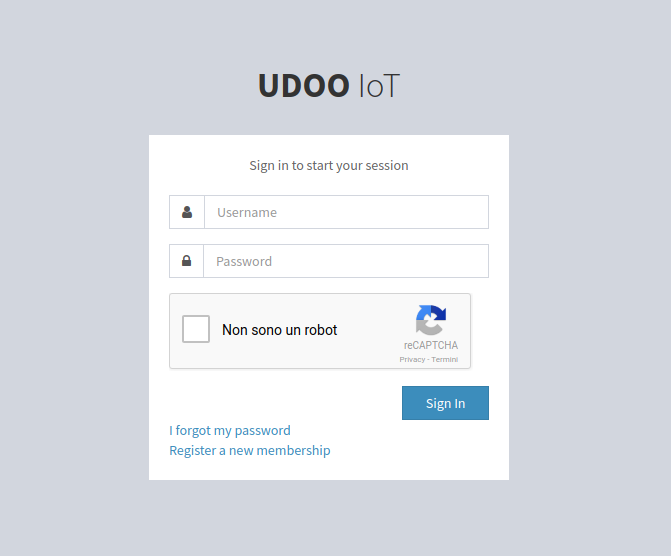 UDOO IoT
Sign in to start your session
Username
Password
Non sono un robot
reCAPTCHA
Privacy - Termini
Sign In
I forgot my password
Register a new membership